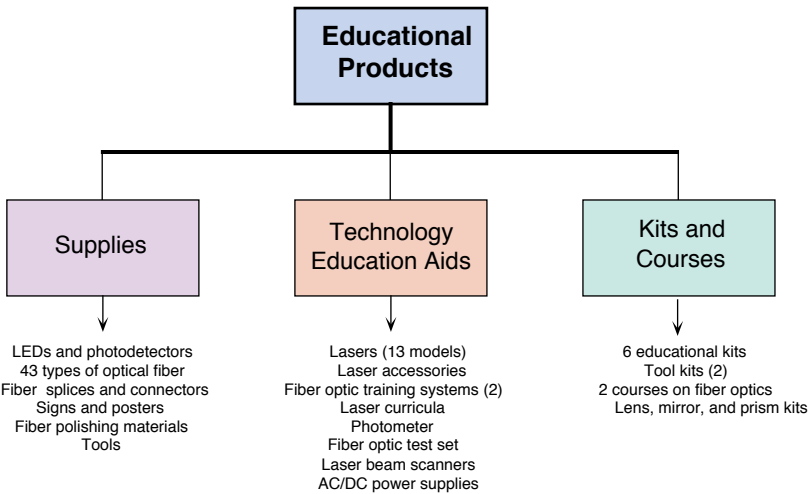 Educational
Products
Supplies
Technology
Education Aids
Kits and
Courses
LEDs and photodetectors
43 types of optical fiber
Fiber splices and connectors
Signs and posters
Fiber polishing materials
Tools
Lasers (13 models)
Laser accessories
Fiber optic training systems (2)
Laser curricula
Photometer
Fiber optic test set
Laser beam scanners
AC/DC power supplies
6 educational kits
Tool kits (2)
2 courses on fiber optics
Lens, mirror, and prism kits